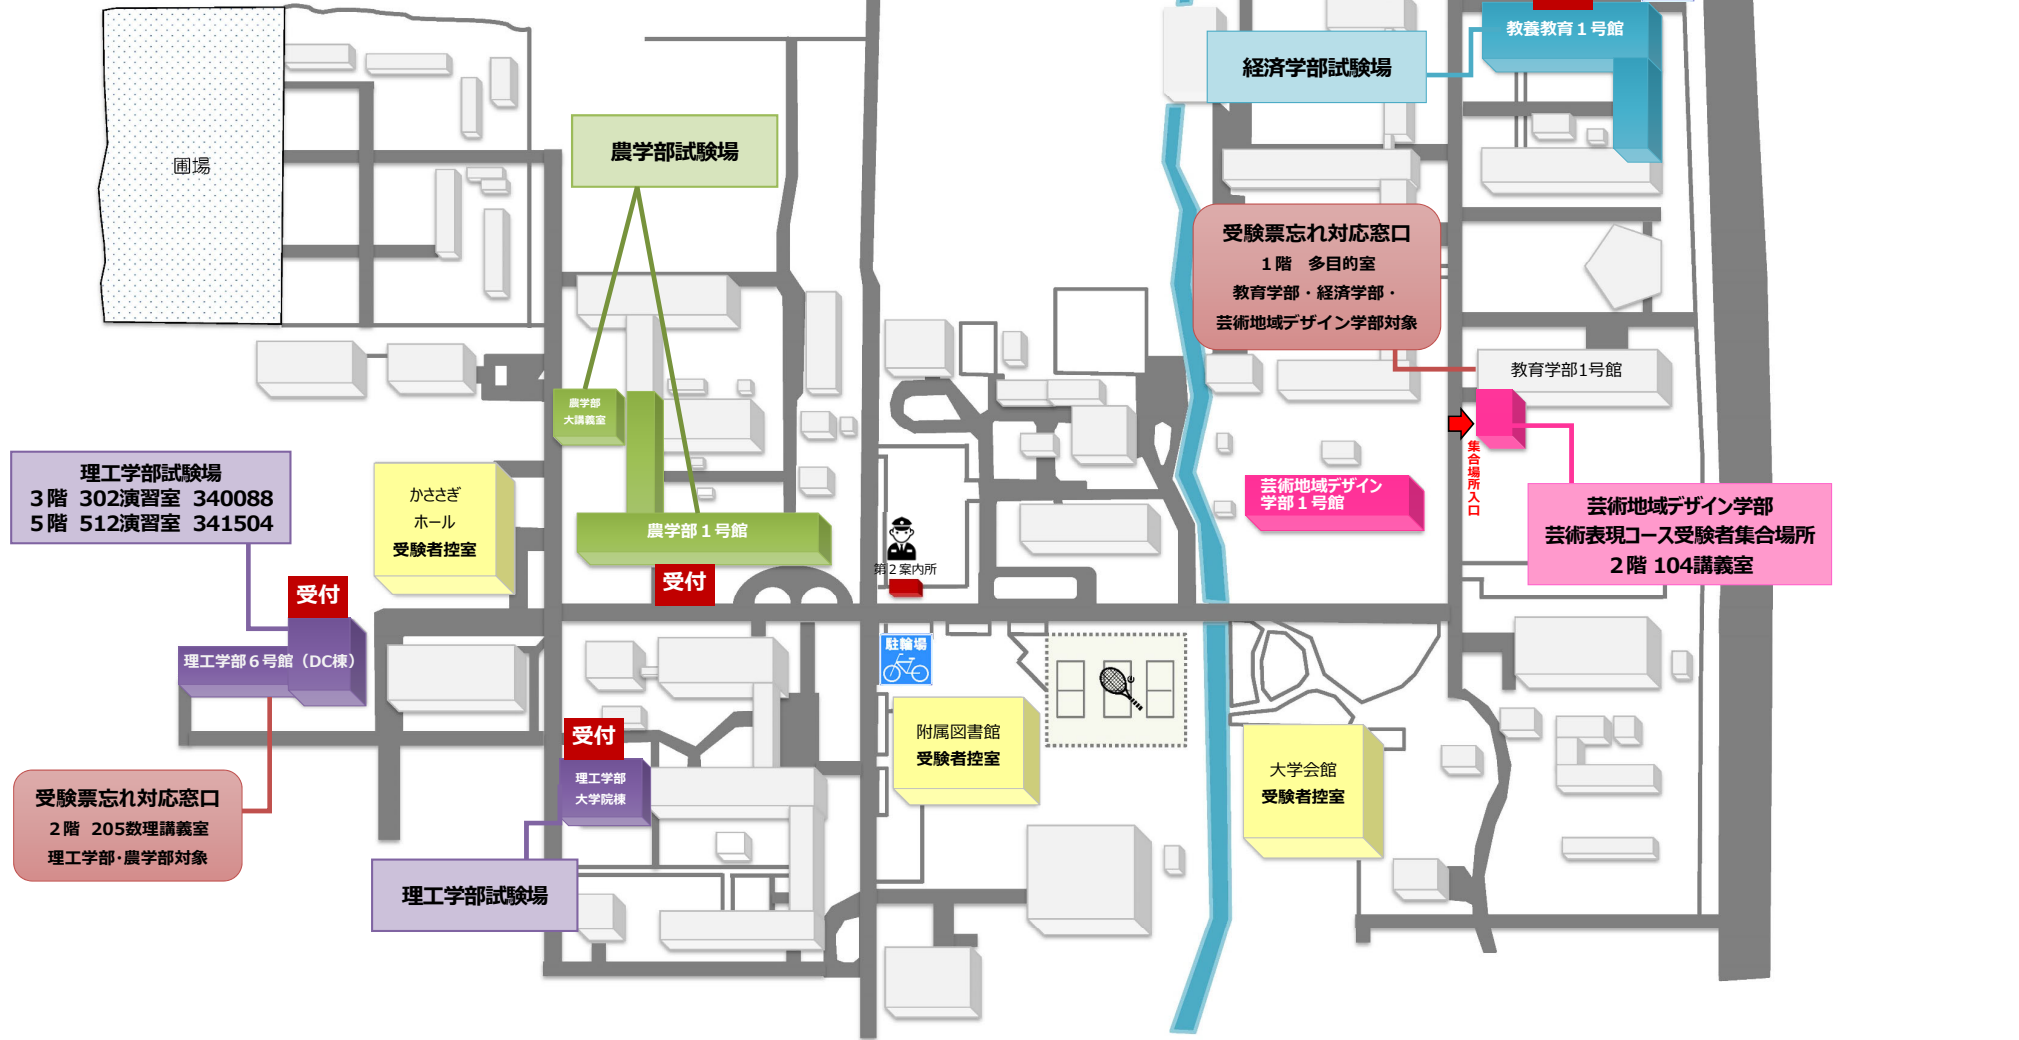 教養教育１号館
経済学部試験場
圃場
農学部試験場
受験票忘れ対応窓口
１階　多目的室
教育学部・経済学部・
芸術地域デザイン学部対象
教育学部1号館
農学部
大講義室
集合場所入口
理工学部試験場
３階 302演習室 340088
５階 512演習室 341504
かささぎ
ホール
受験者控室
芸術地域デザイン
学部１号館
芸術地域デザイン学部
芸術表現コース受験者集合場所
２階 104講義室
農学部１号館
第２案内所
受付
受付
駐輪場
理工学部６号館（DC棟）
受付
附属図書館
受験者控室
大学会館
受験者控室
理工学部
大学院棟
受験票忘れ対応窓口
２階 205数理講義室
理工学部･農学部対象
理工学部試験場